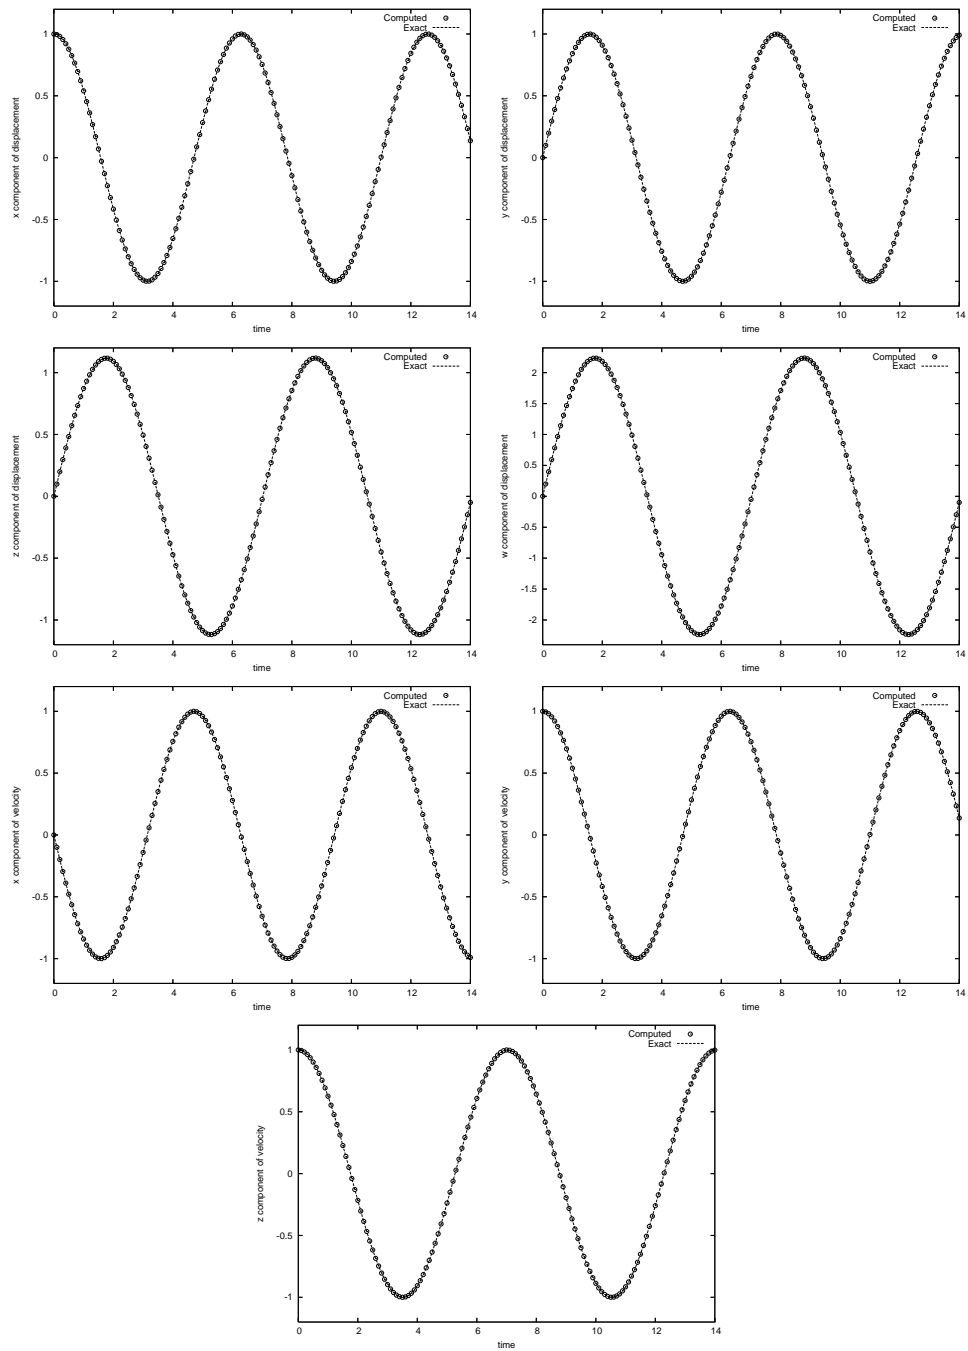 Computed
Exact
1
0.5
0
-0.5
-1
x component of displacement
0 2 4 6 8 10 12 14
time
Computed
Exact
1
0.5
0
-0.5
-1
y component of displacement
0 2 4 6 8 10 12 14
time
Computed
Exact
1
0.5
0
-0.5
-1
z component of displacement
0 2 4 6 8 10 12 14
time
Computed
Exact
2
1.5
1
0.5
0
-0.5
-1
-1.5
-2
w component of displacement
0 2 4 6 8 10 12 14
time
Computed
Exact
1
0.5
0
-0.5
-1
x component of velocity
0 2 4 6 8 10 12 14
time
Computed
Exact
1
0.5
0
-0.5
-1
y component of velocity
0 2 4 6 8 10 12 14
time
Computed
Exact
1
0.5
0
-0.5
-1
z component of velocity
0 2 4 6 8 10 12 14
time